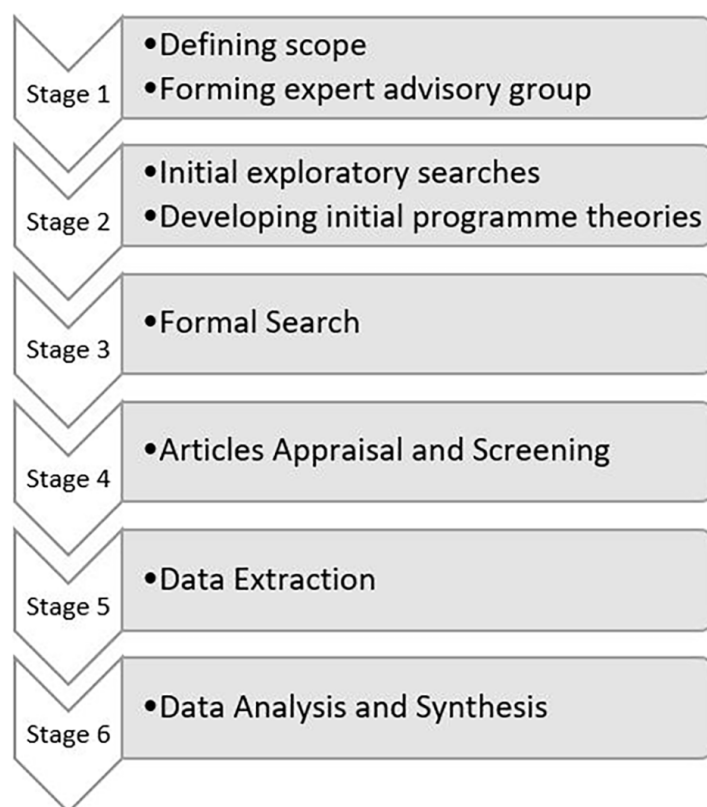 Stage 1
•Defining scope
•Forming expert advisory group
Stage 2
•Initial exploratory searches
•Developing initial programme theories
Stage 3
•Formal Search
Stage 4
•Articles Appraisal and Screening
Stage 5
•Data Extraction
Stage 6
•Data Analysis and Synthesis